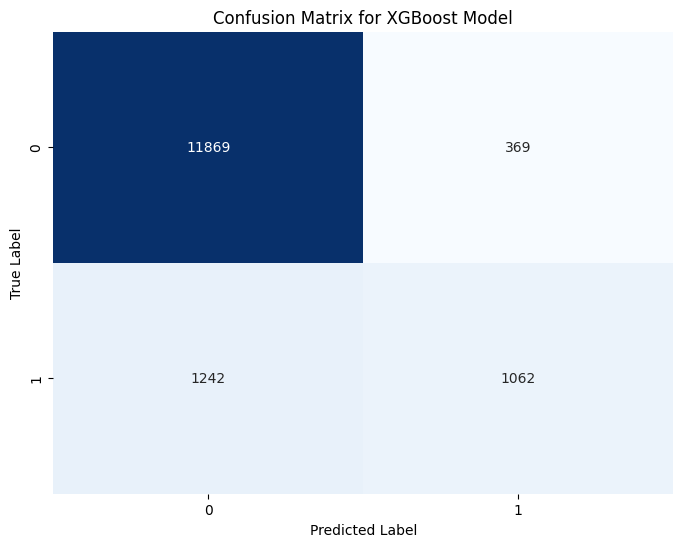 Confusion Matrix for XGBoost Model
True Label
0
11869
369
1
1242
1062
0
1
Predicted Label